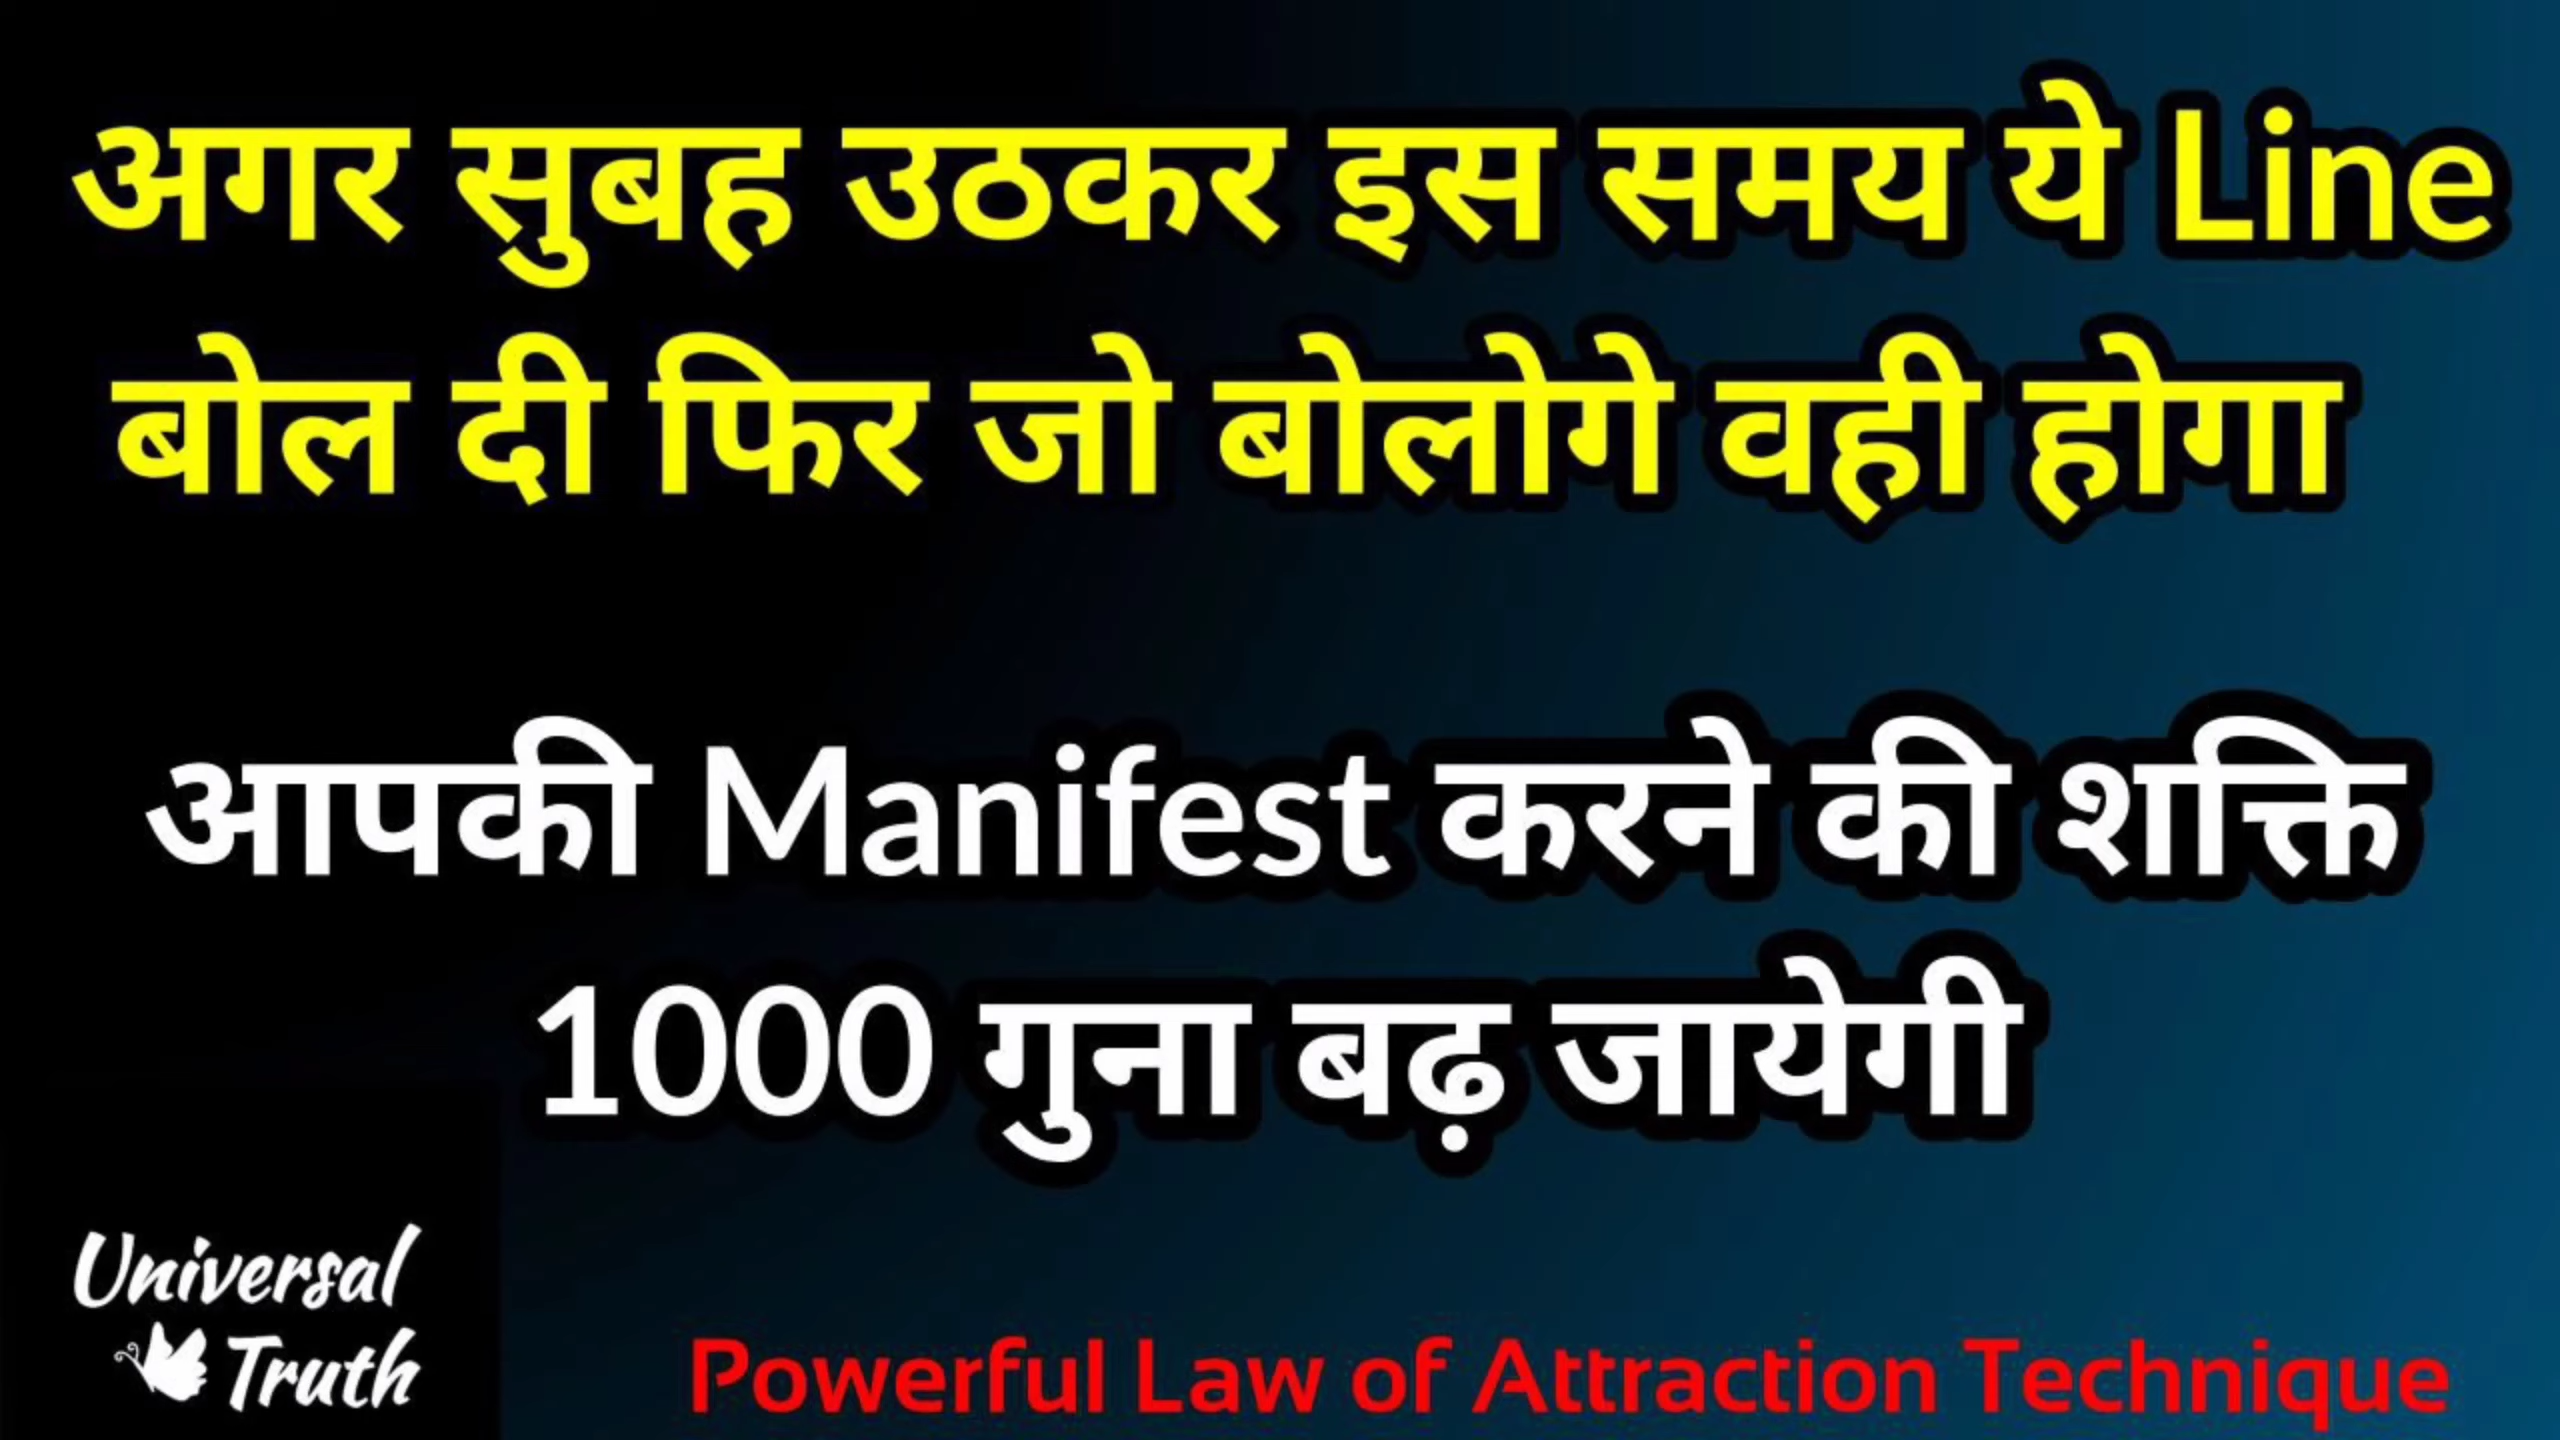 अगर सुबह उठकर इस समय ये Line
बोल दी फिर जो बोलोगे वही होगा
आपकी Manifest करने की शक्ति
1000 गुना बढ़ जायेगी
Universal
Truth
Powerful Law of Attraction Technique